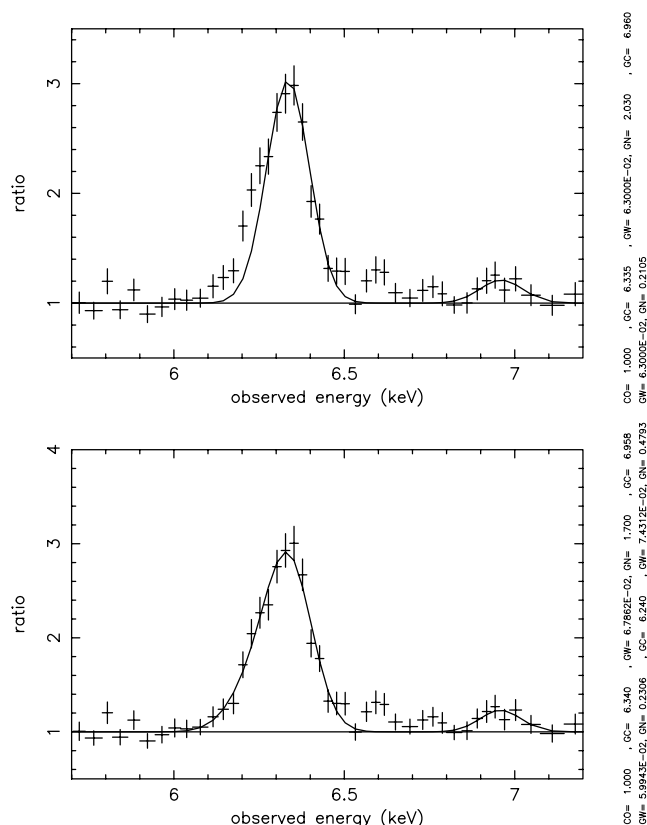 3
2
1
ratio
6
6.5
7
observed energy (keV)
CO= 1.000 , GC= 6.335 , GW= 6.3000E-02, GN= 2.030 , GC= 6.960
GW= 6.3000E-02, GN= 0.2105
4
3
2
1
ratio
6
6.5
7
observed energy (keV)
CO= 1.000 , GC= 6.340 , GW= 6.7862E-02, GN= 1.700 , GC= 6.958
GW= 5.9943E-02, GN= 0.2306 , GC= 6.240 , GW= 7.4312E-02, GN= 0.4793